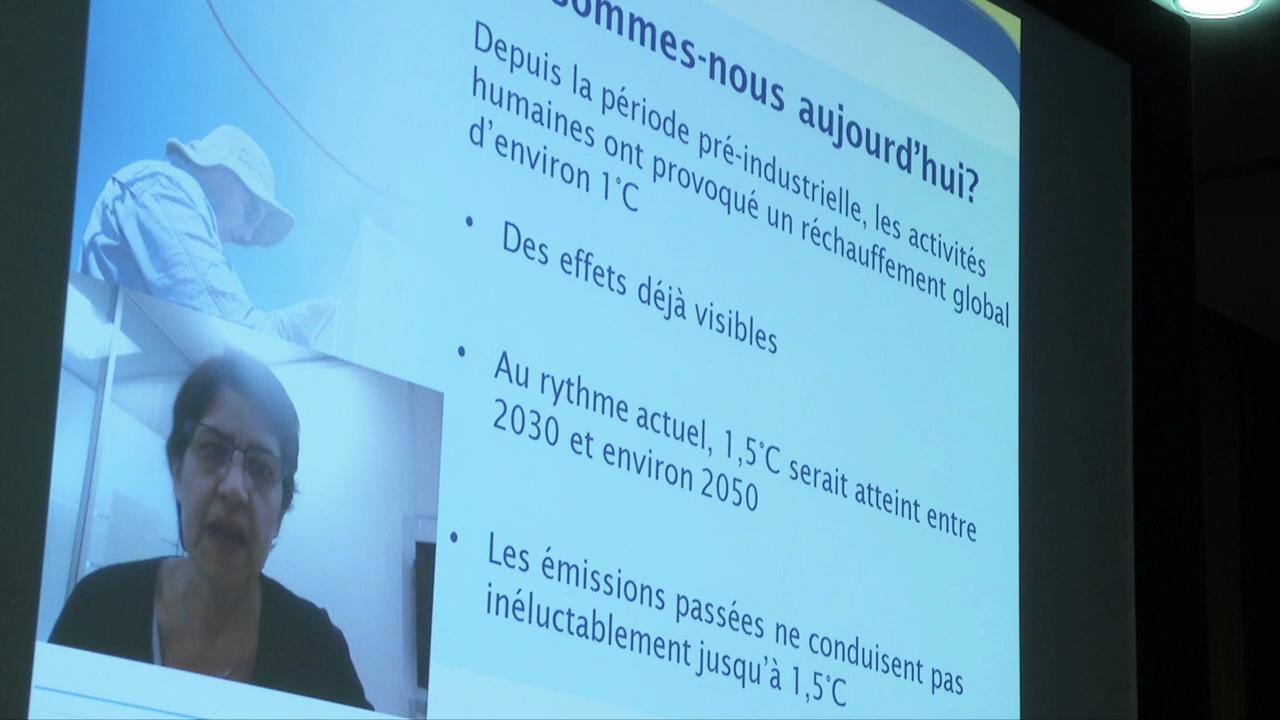 sommes-nous aujourd'hui?
Depuis la période pré-industrielle, les activités
humaines ont provoqué un réchauffement global
d'environ 1°C
• Des effets déjà visibles
• Au rythme actuel, 1,5°C serait atteint entre
2030 et environ 2050
• Les émissions passées ne conduisent pas
inéluctablement jusqu'à 1,5°C